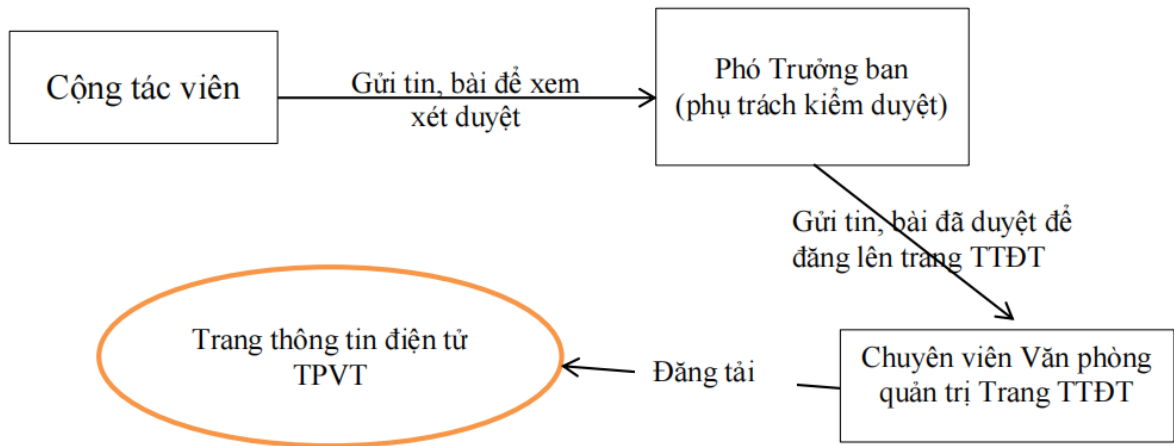 Cộng tác viên
Gửi tin, bài để xem
xét duyệt
Phó Trưởng ban
(phụ trách kiểm duyệt)
Gửi tin, bài đã duyệt để
đăng lên trang TTĐT
Chuyên viên Văn phòng
quản trị Trang TTĐT
Đăng tải
Trang thông tin điện tử
TPVT